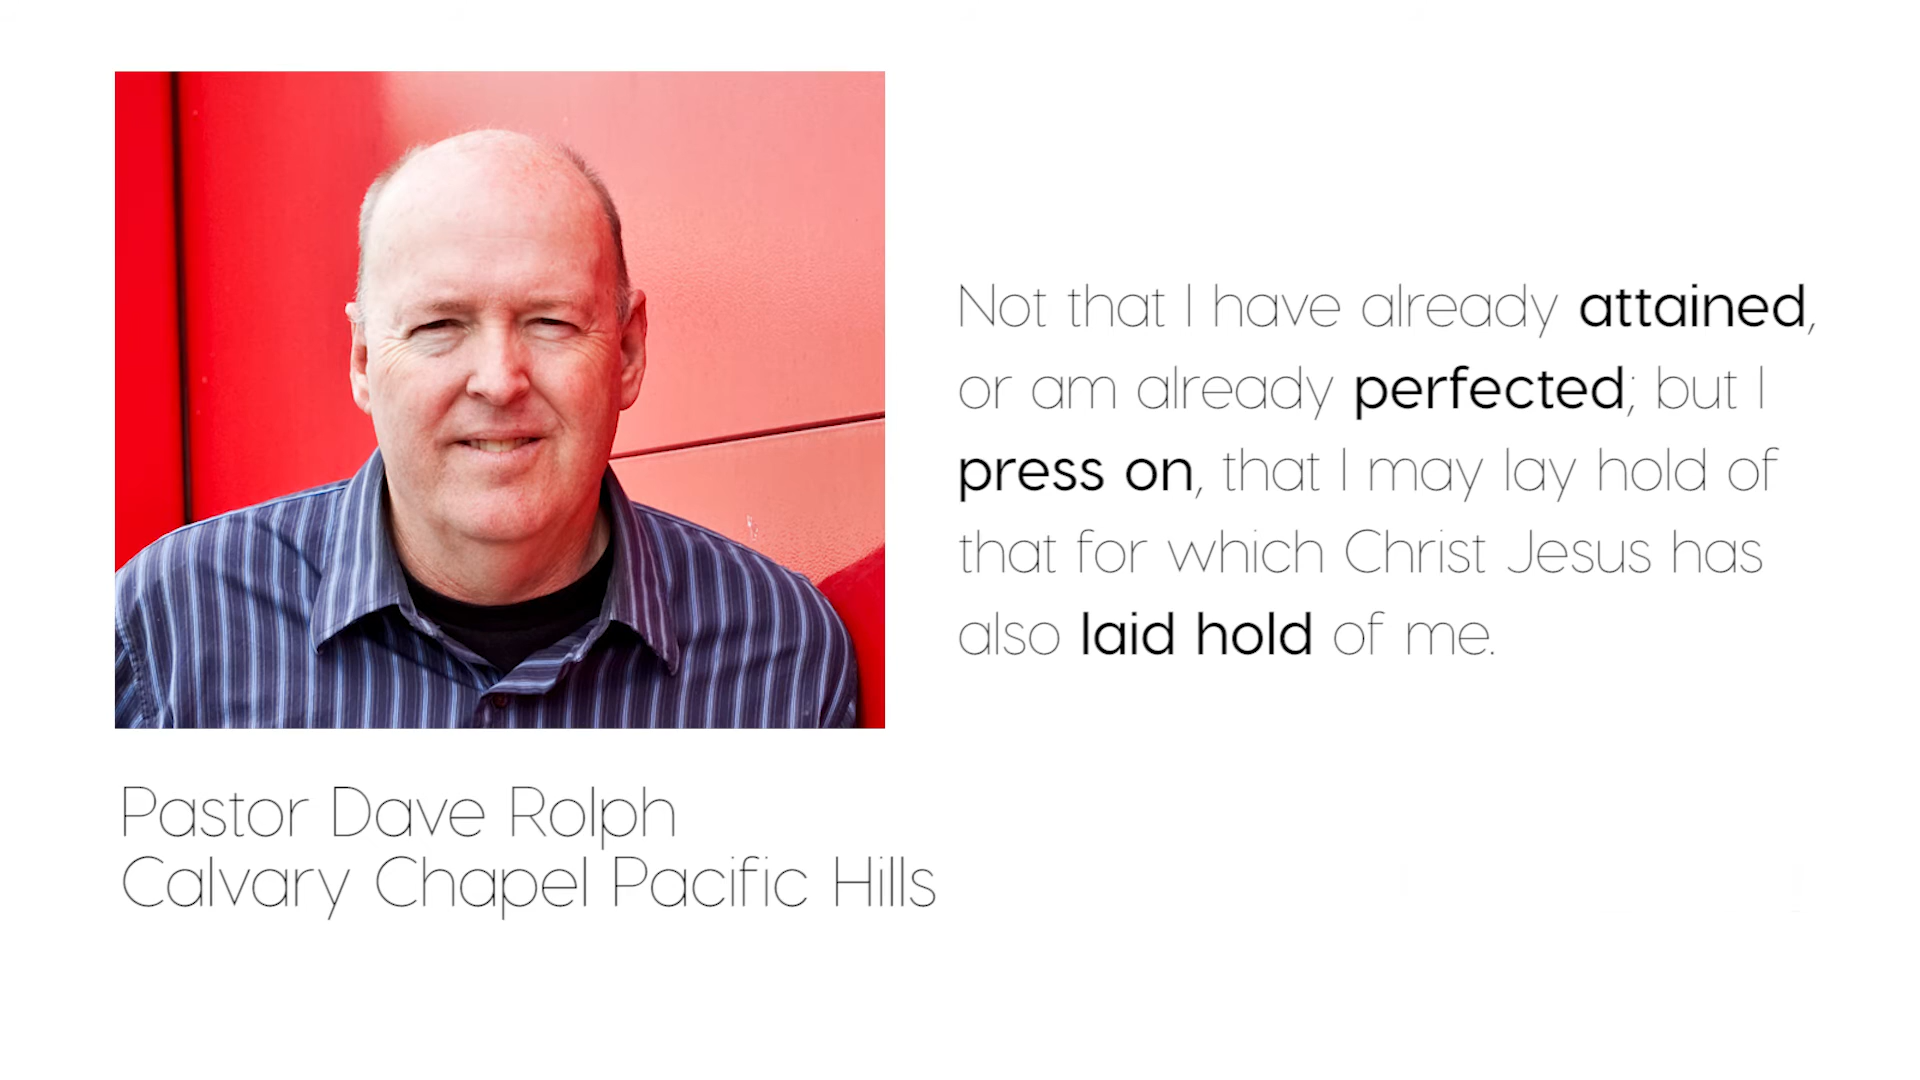 Not that I have already attained,
or am already perfected; but I
press on, that I may lay hold of
that for which Christ Jesus has
also laid hold of me.
Pastor Dave Rolph
Calvary Chapel Pacific Hills